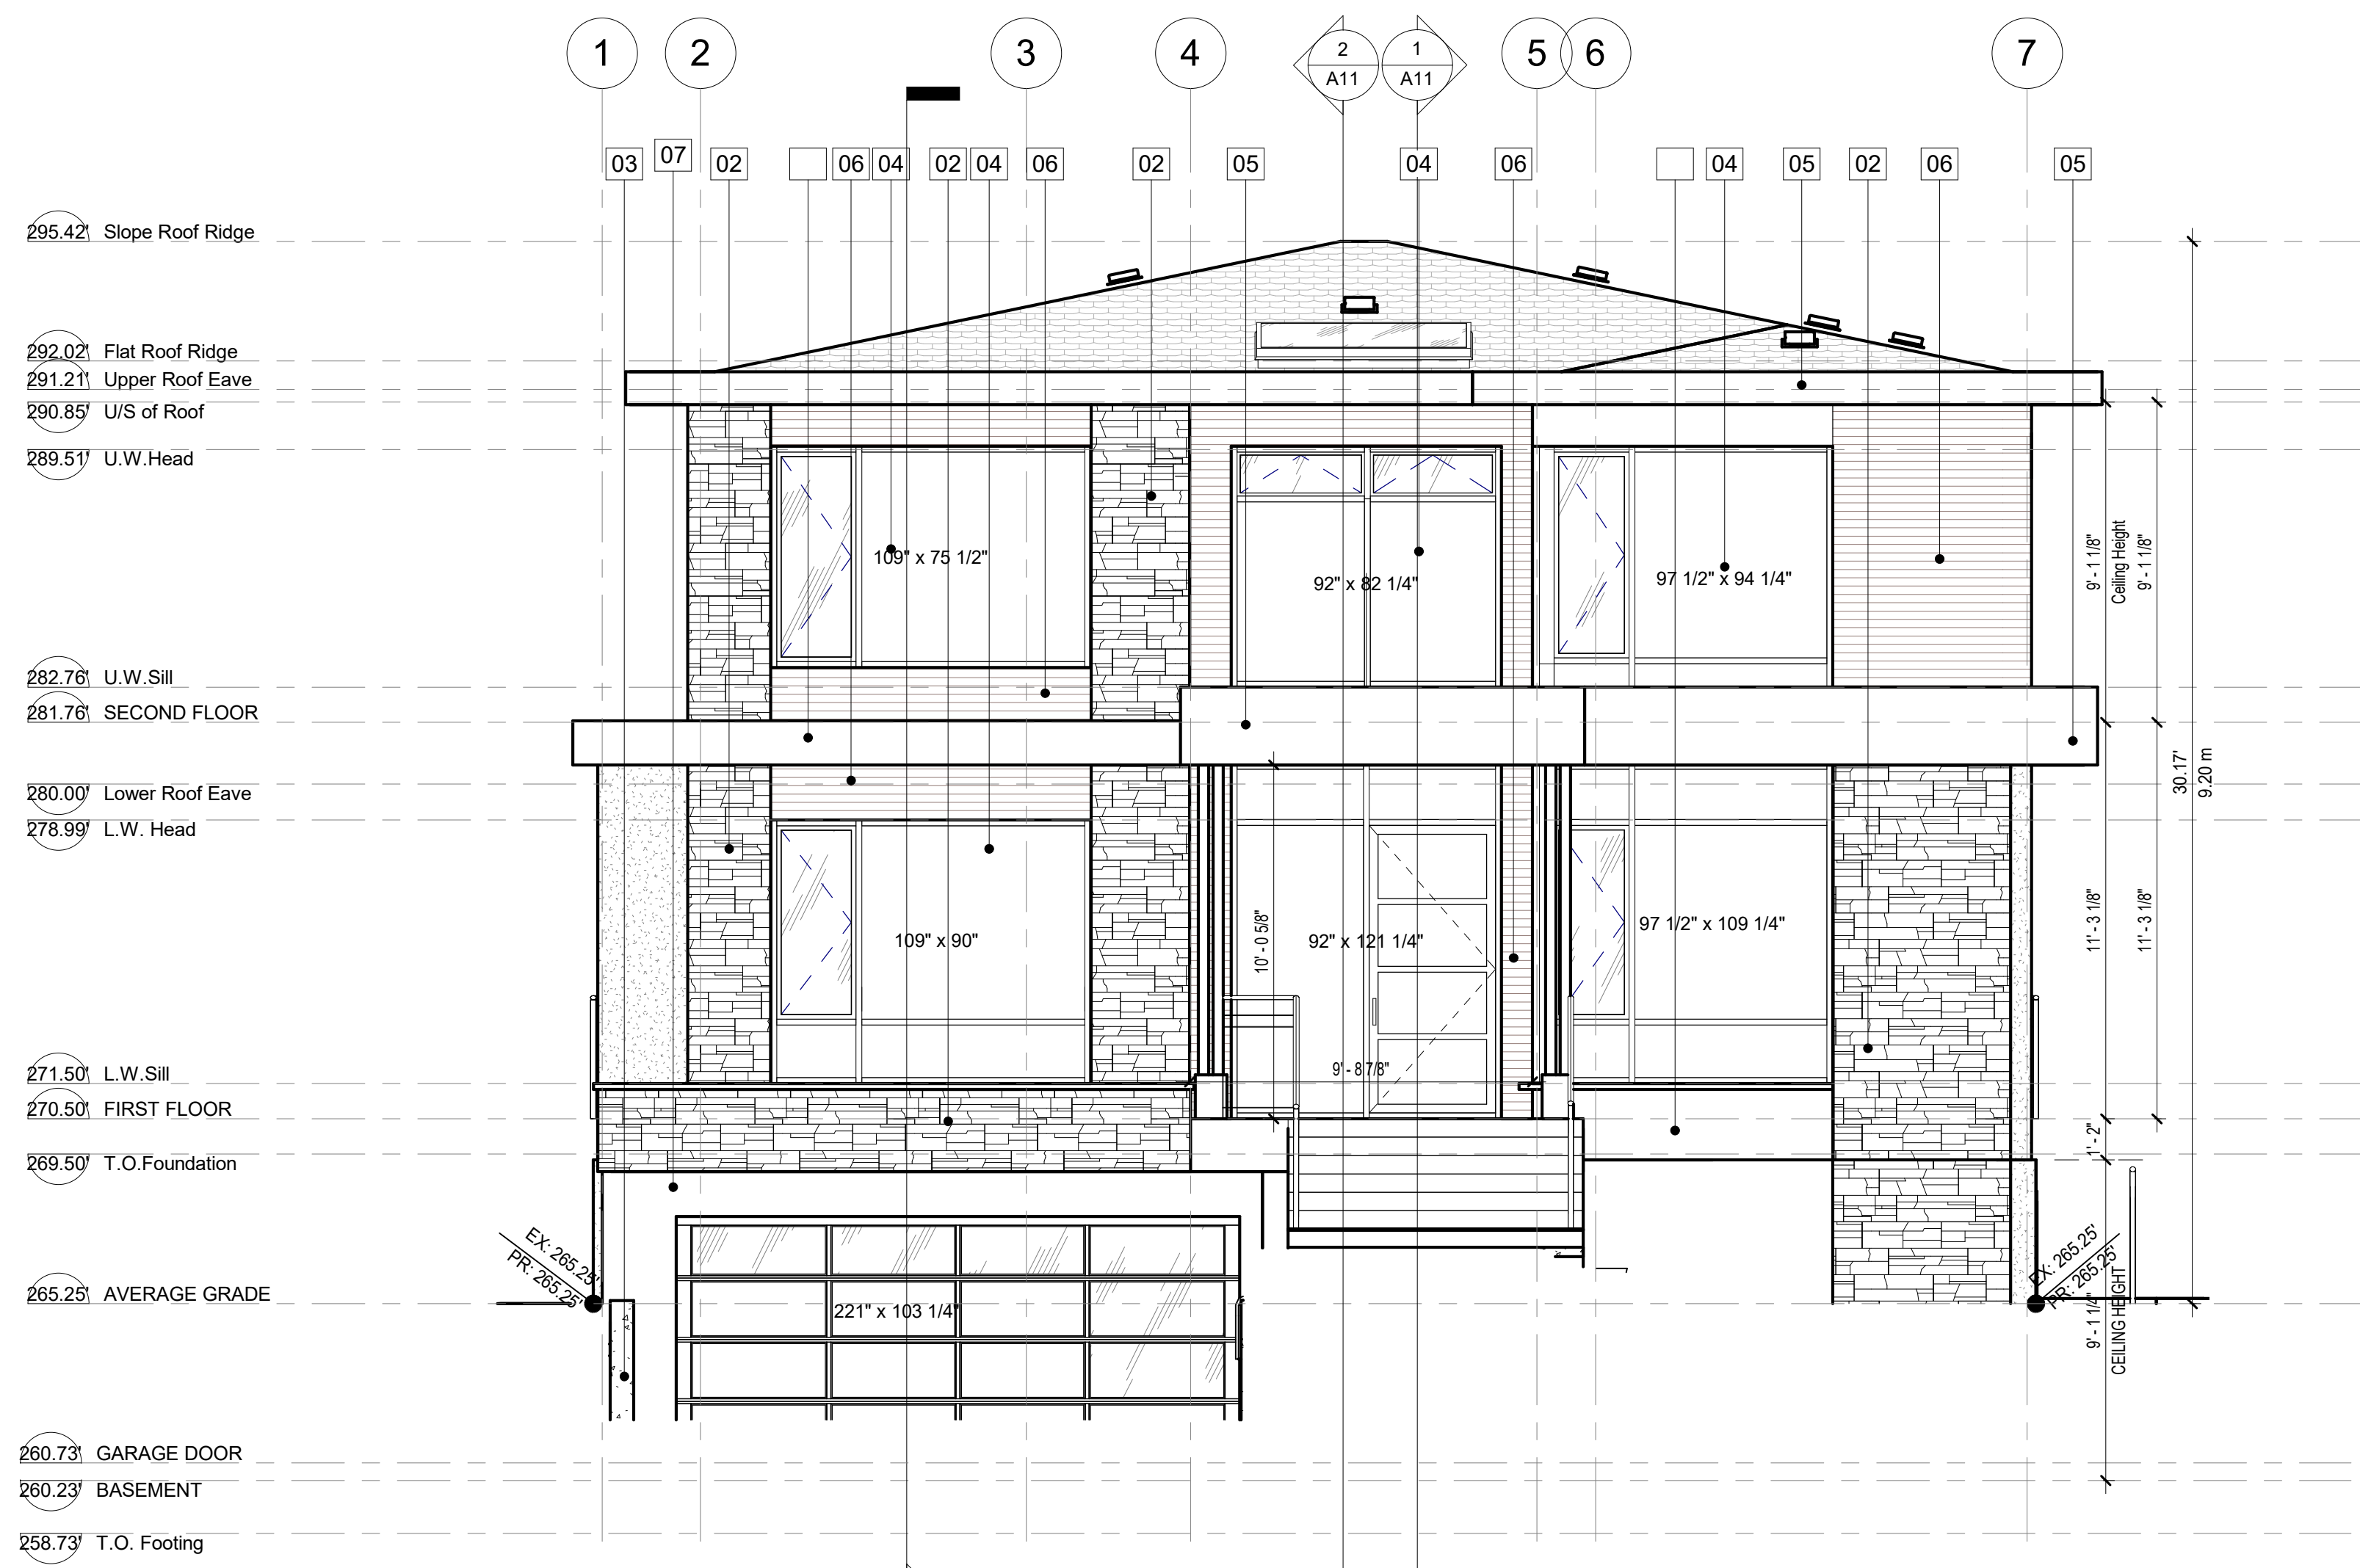 1 2 3 4 2 1 5 6 7
A11 A11
03 07 02 06 04 02 04 06 02 05 04 06 04 05 02 06 05
295.42' Slope Roof Ridge
292.02' Flat Roof Ridge
291.21' Upper Roof Eave
290.85' U/S of Roof
289.51' U.W.Head
109" x 75 1/2"
92" x 82 1/4"
97 1/2" x 94 1/4"
9' - 1 1/8"
Ceiling Height
9' - 1 1/8"
282.76' U.W.Sill
281.76' SECOND FLOOR
30.17'
9.20 m
280.00' Lower Roof Eave
278.99' L.W. Head
109" x 90"
10' - 0 5/8"
92" x 121 1/4"
97 1/2" x 109 1/4"
11' - 3 1/8"
11' - 3 1/8"
9' - 8 7/8"
271.50' L.W.Sill
270.50' FIRST FLOOR
1' - 2"
269.50' T.O.Foundation
EX: 265.25'
PR: 265.25'
EX: 265.25'
PR: 265.25'
265.25' AVERAGE GRADE
221" x 103 1/4"
9' - 1 1/4"
CEILING HEIGHT
260.73' GARAGE DOOR
260.23' BASEMENT
258.73' T.O. Footing